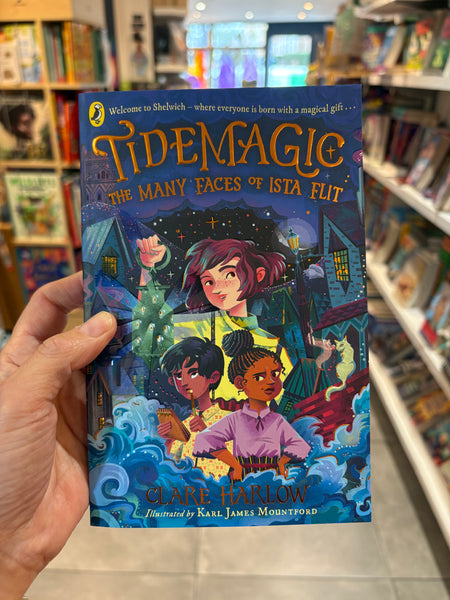 Welcome to Shelwich – where everyone is born with a magical gift . . .
TIDEMAGIC
THE MANY FACES OF ISTA FLIT
CLARE HARLOW
Illustrated by KARL JAMES MOUNTFORD